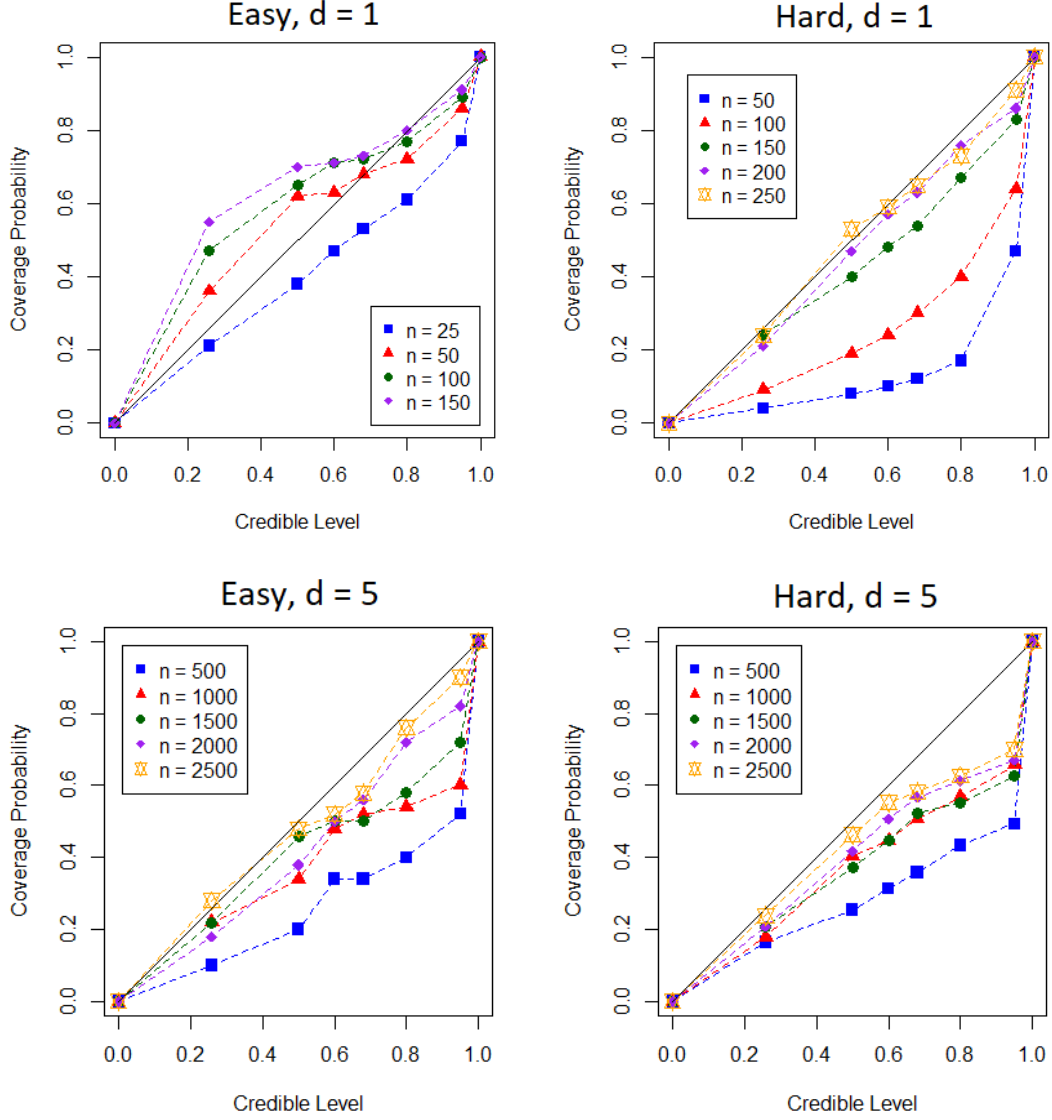 Easy, d = 1
Coverage Probability
0.0 0.2 0.4 0.6 0.8 1.0
n = 25
n = 50
n = 100
n = 150
0.0 0.2 0.4 0.6 0.8 1.0
Credible Level
Hard, d = 1
Coverage Probability
0.0 0.2 0.4 0.6 0.8 1.0
n = 50
n = 100
n = 150
n = 200
n = 250
0.0 0.2 0.4 0.6 0.8 1.0
Credible Level
Easy, d = 5
Coverage Probability
0.0 0.2 0.4 0.6 0.8 1.0
n = 500
n = 1000
n = 1500
n = 2000
n = 2500
0.0 0.2 0.4 0.6 0.8 1.0
Credible Level
Hard, d = 5
Coverage Probability
0.0 0.2 0.4 0.6 0.8 1.0
n = 500
n = 1000
n = 1500
n = 2000
n = 2500
0.0 0.2 0.4 0.6 0.8 1.0
Credible Level